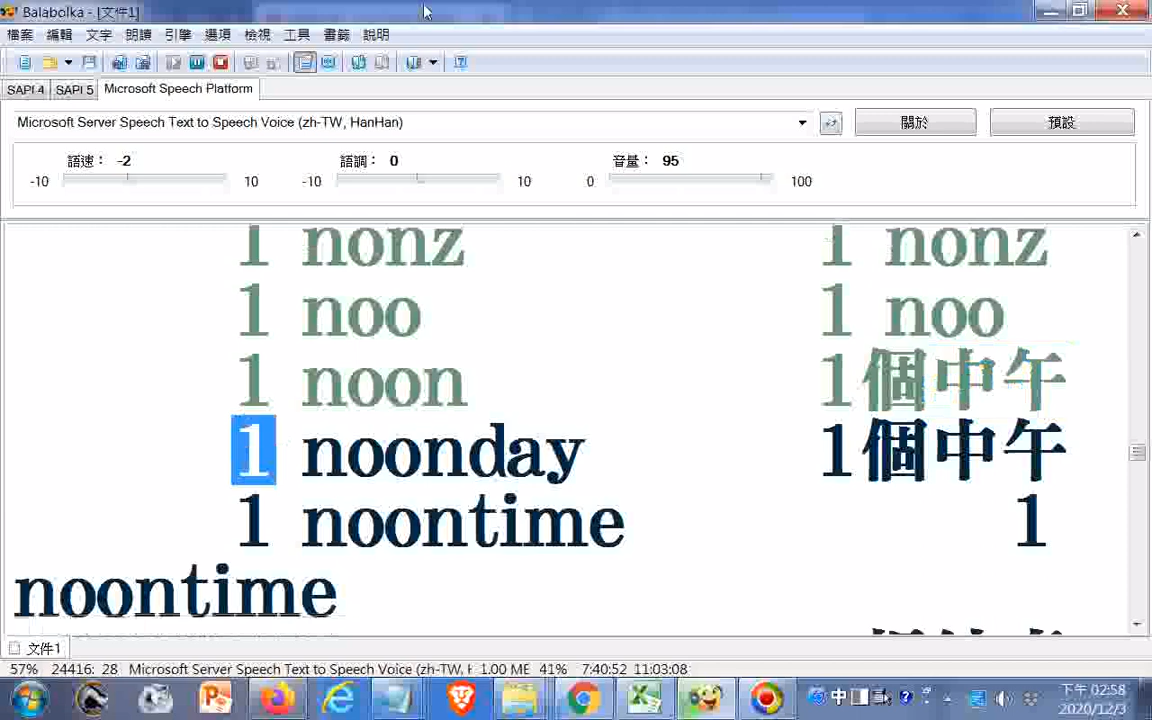 Balabolka - [文件1]
檔案 編輯 文字 朗讀 引擎 選項 檢視 工具 書籤 說明
SAPI 4 SAPI 5 Microsoft Speech Platform
Microsoft Server Speech Text to Speech Voice (zh-TW, HanHan) 關於 預設
語速： -2 語調： 0 音量： 95
-10 10 -10 10 0 100
1 nonz 1 nonz
1 noo 1 noo
1 noon 1個中午
1 noonday 1個中午
1 noontime 1
noontime
文件1
57% 24416: 28 Microsoft Server Speech Text to Speech Voice (zh-TW, 1.00 ME 41% 7:40:52 11:03:08
中 下午 02:58
2020/12/3